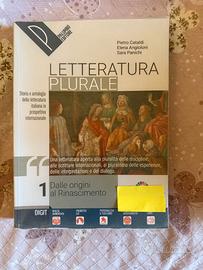 Pietro Cataldi
Elena Angioloni
Sara Panichi
LETTERATURA
PLURALE
Storia e antologia
della letteratura
italiana in
prospettiva
internazionale
Una letteratura aperta alla pluralità delle discipline,
alle scritture internazionali, al pluralismo delle esperienze,
delle interpretazioni e del dialogo.
1 Dalle origini
al Rinascimento
DIGIT